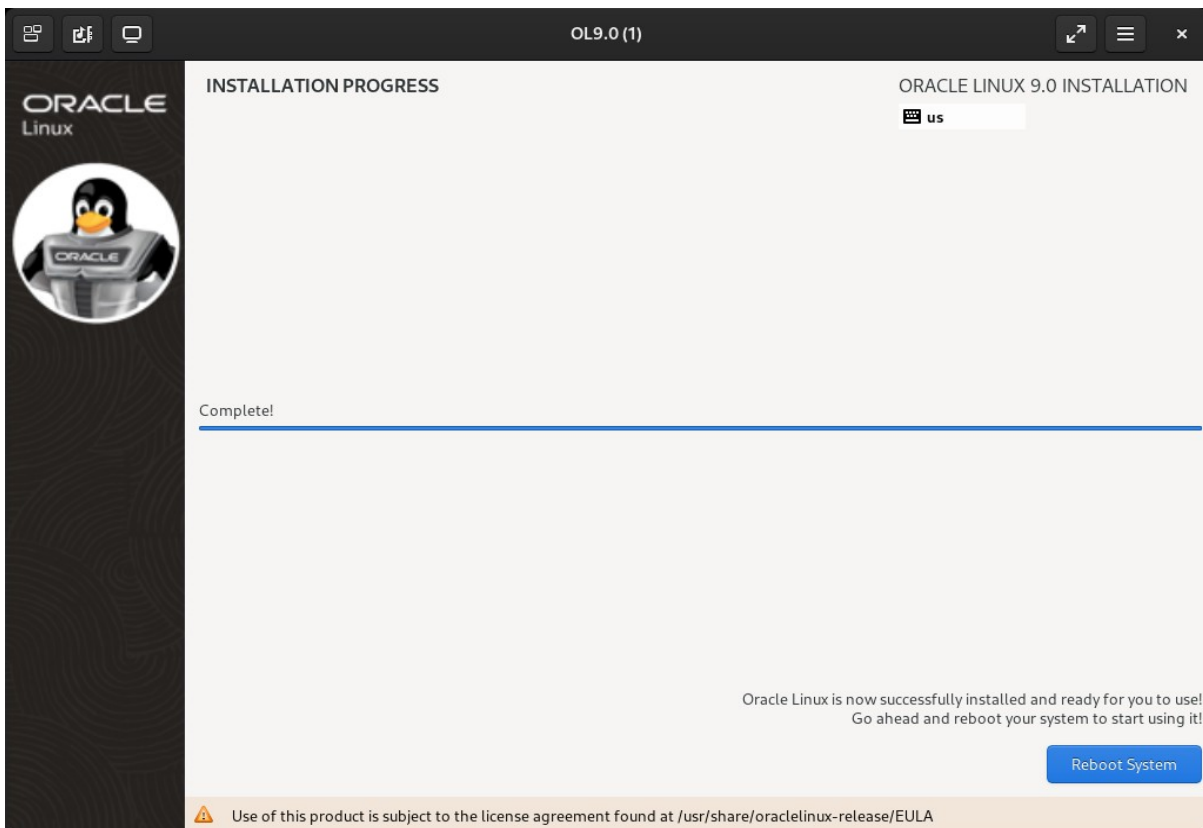 OL9.0 (1)
ORACLE
Linux
ORACLE
INSTALLATION PROGRESS
ORACLE LINUX 9.0 INSTALLATION
us
Complete!
Oracle Linux is now successfully installed and ready for you to use!
Go ahead and reboot your system to start using it!
Reboot System
Use of this product is subject to the license agreement found at /usr/share/oraclelinux-release/EULA